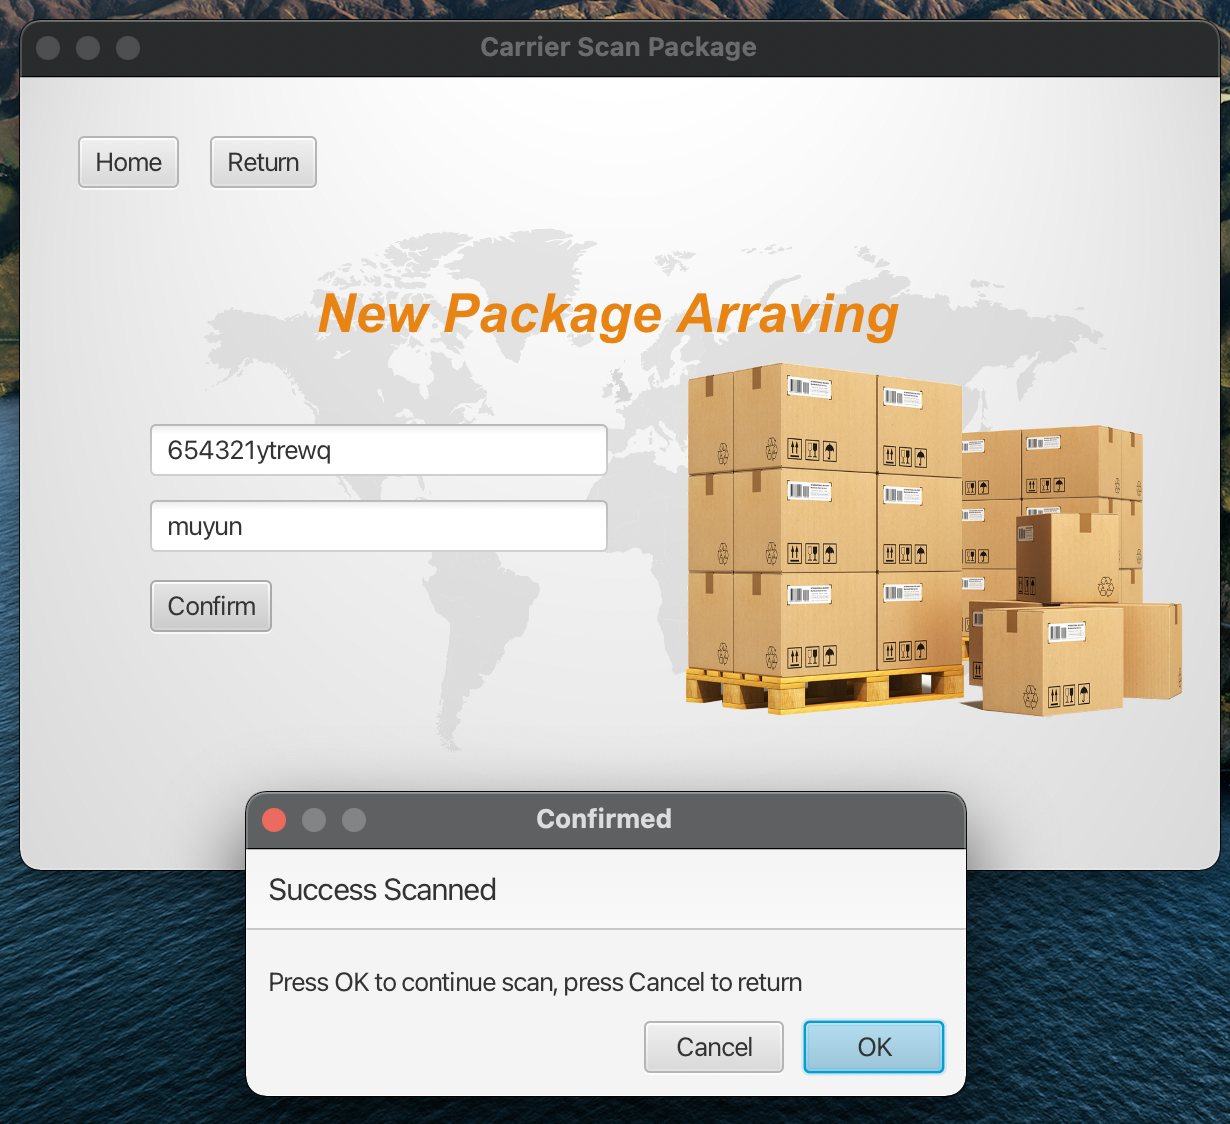 Carrier Scan Package
Home
Return
New Package Arraving
654321ytrewq
muyun
Confirm
Confirmed
Success Scanned
Press OK to continue scan, press Cancel to return
Cancel
OK